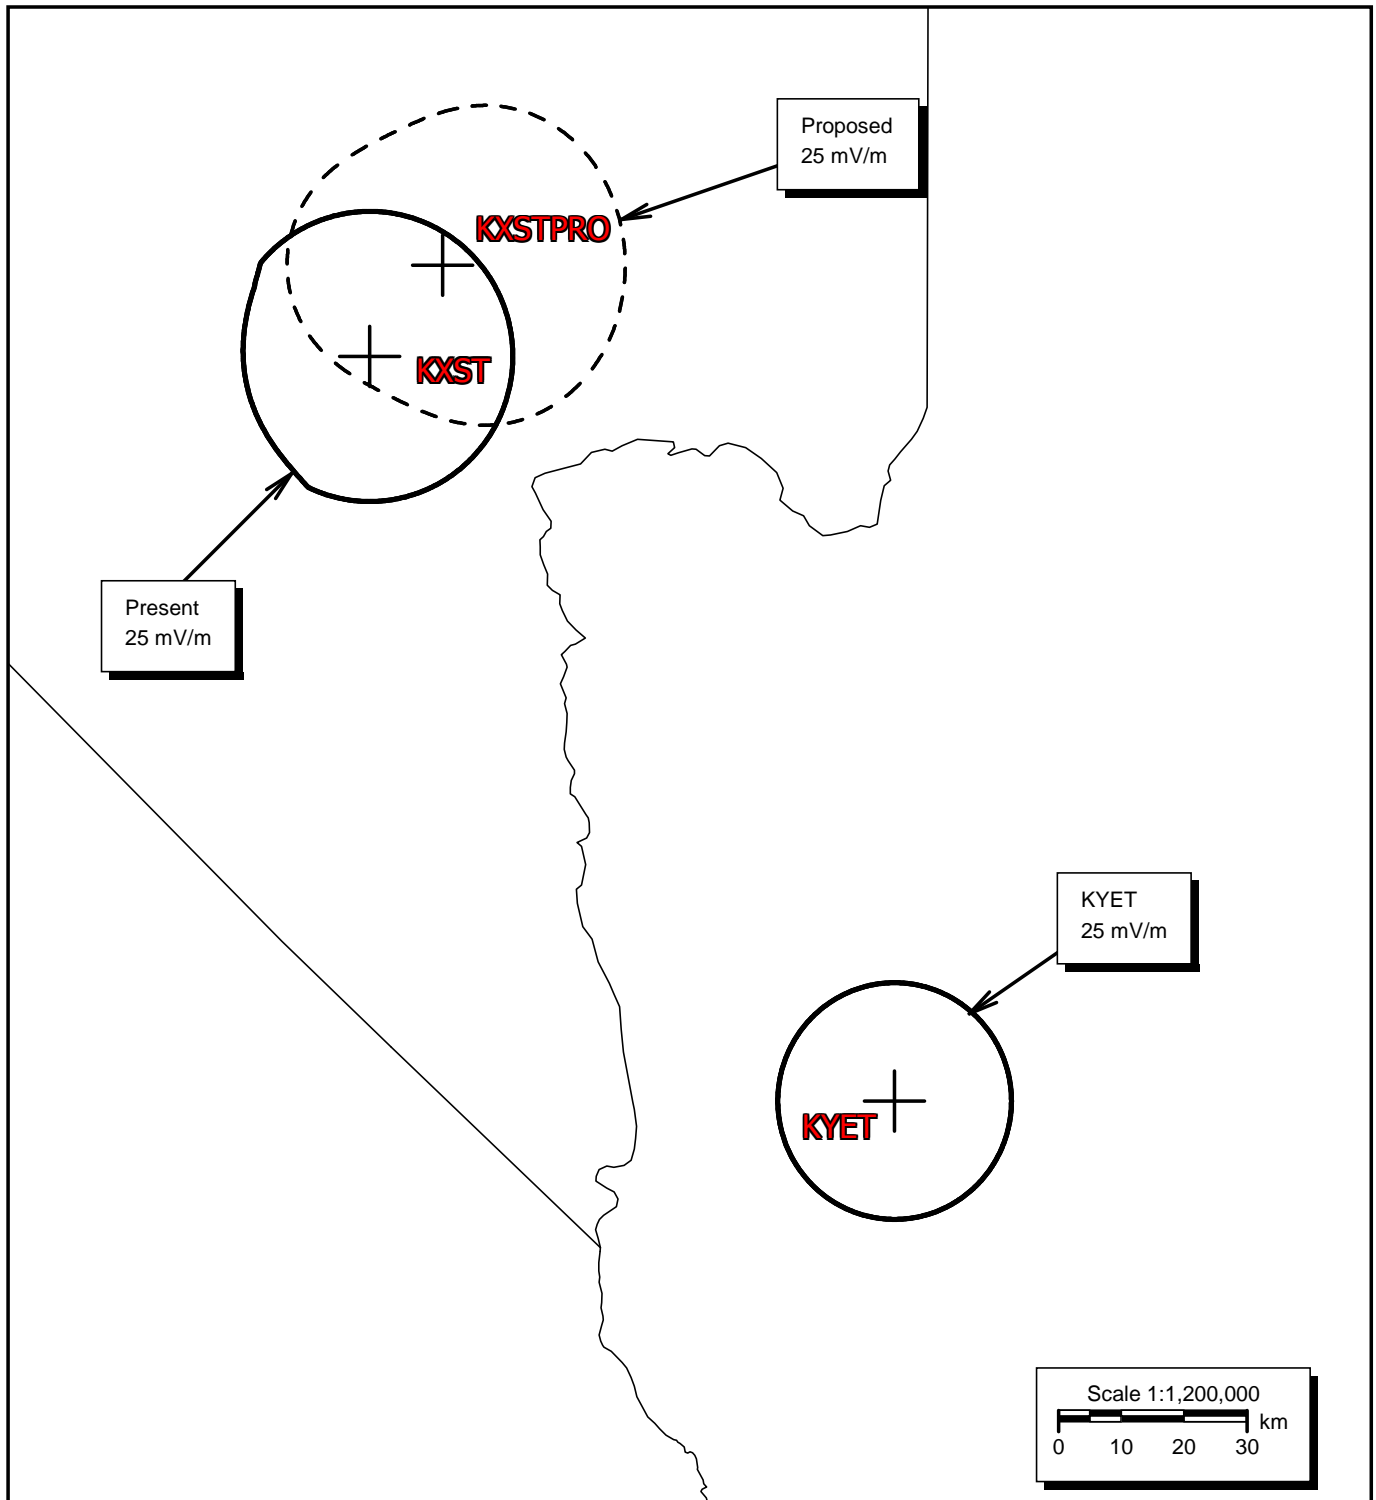 Proposed
25 mV/m
KXSTPRO
KXST
Present
25 mV/m
KYET
25 mV/m
KYET
Scale 1:1,200,000
km
0 10 20 30